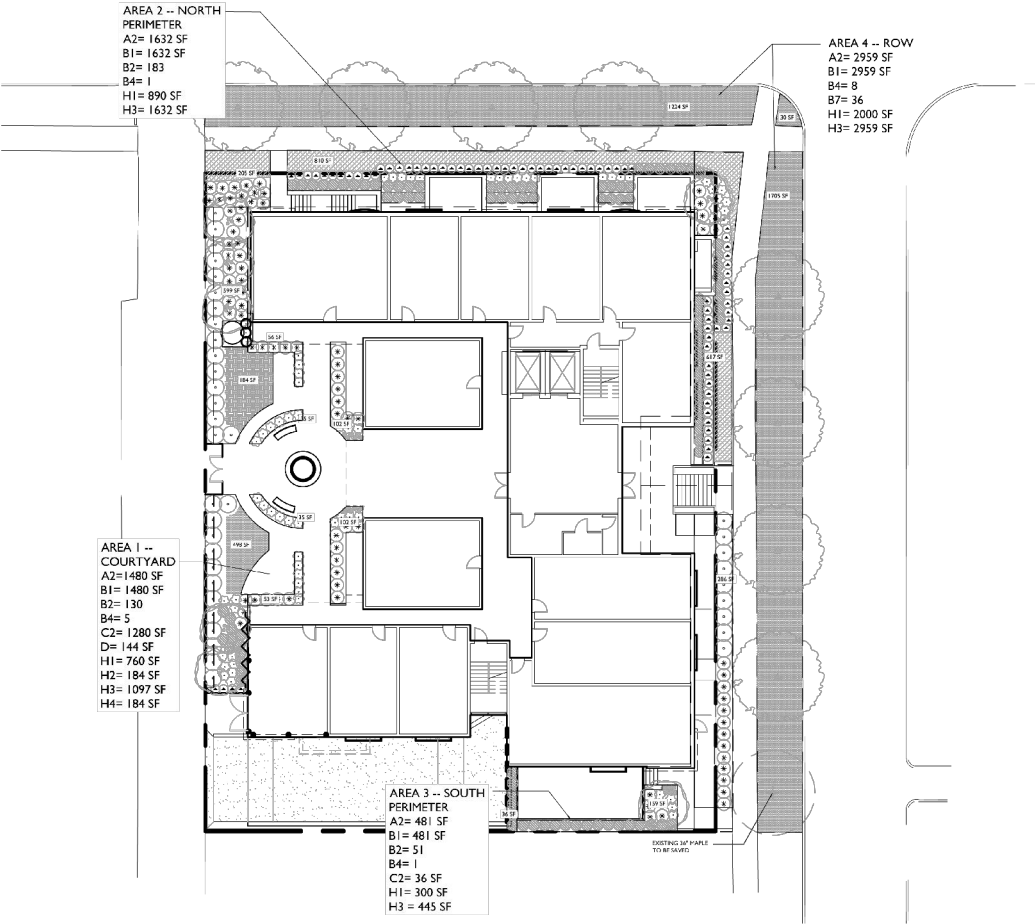 AREA 2 -- NORTH
PERIMETER
A2= 1632 SF
B1= 1632 SF
B2= 183
B4= 1
H1= 890 SF
H3= 1632 SF
AREA 4 -- ROW
A2= 2959 SF
B1= 2959 SF
B4= 8
B7= 36
H1= 2000 SF
H3= 2959 SF
1224 SF
30 SF
810 SF
205 SF
1705 SF
599 SF
56 SF
617 SF
184 SF
102 SF
35 SF
102 SF
498 SF
AREA 1 --
COURTYARD
A2=1480 SF
B1= 1480 SF
B2= 130
B4= 5
C2= 1280 SF
D= 144 SF
H1= 760 SF
H2= 184 SF
H3= 1097 SF
H4= 184 SF
286 SF
53 SF
AREA 3 -- SOUTH
PERIMETER
A2= 481 SF
B1= 481 SF
B2= 51
B4= 1
C2= 36 SF
H1= 300 SF
H3 = 445 SF
36 SF
159 SF
EXISTING 36" MAPLE
TO BE SAVED